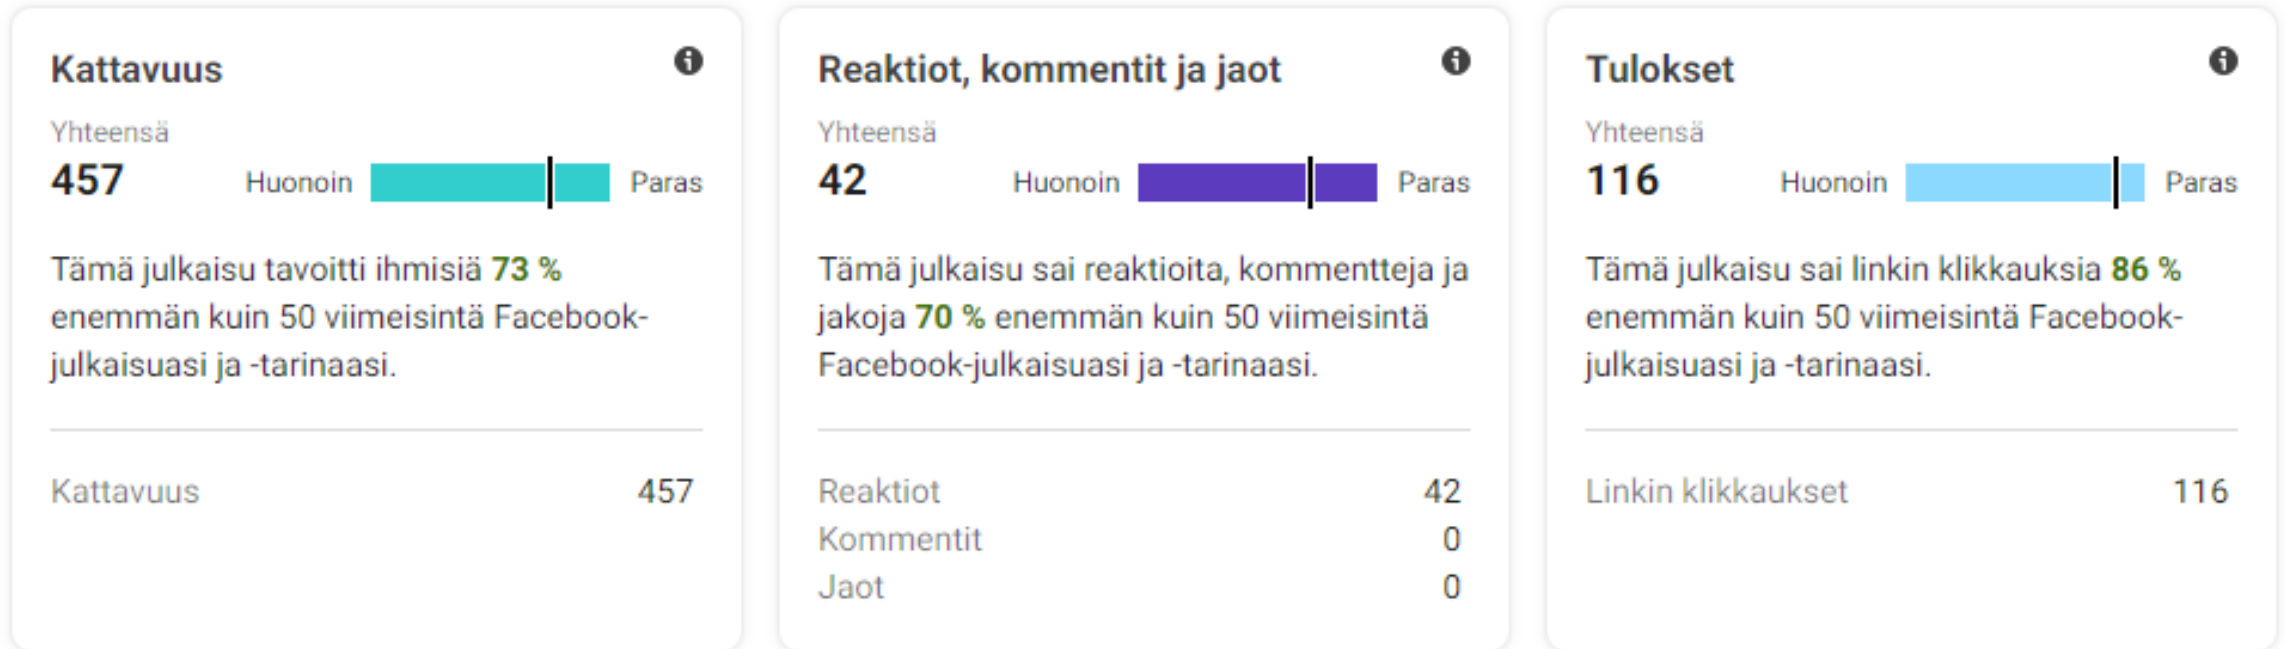 Kattavuus
Yhteensä
457 Huonoin Paras
Tämä julkaisu tavoitti ihmisiä 73 %
enemmän kuin 50 viimeisintä Facebook-
julkaisuasi ja -tarinaasi.
Kattavuus 457
Reaktiot, kommentit ja jaot
Yhteensä
42 Huonoin Paras
Tämä julkaisu sai reaktioita, kommentteja ja
jakoja 70 % enemmän kuin 50 viimeisintä
Facebook-julkaisuasi ja -tarinaasi.
Reaktiot 42
Kommentit 0
Jaot 0
Tulokset
Yhteensä
116 Huonoin Paras
Tämä julkaisu sai linkin klikkauksia 86 %
enemmän kuin 50 viimeisintä Facebook-
julkaisuasi ja -tarinaasi.
Linkin klikkaukset 116